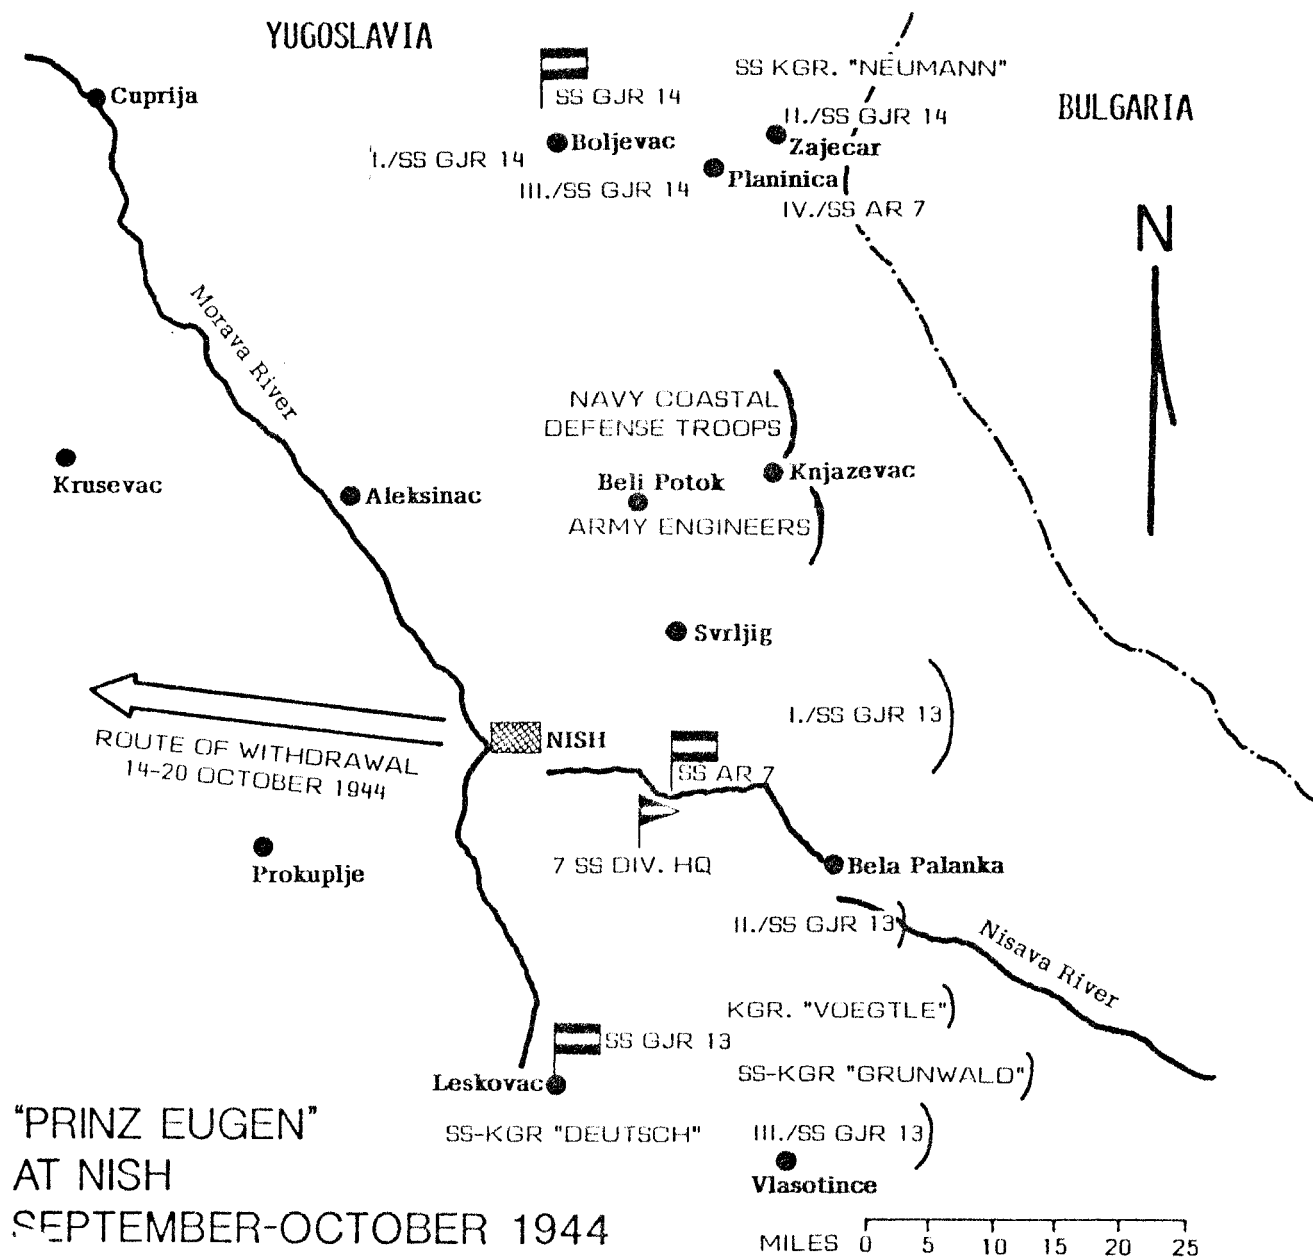 YUGOSLAVIA
SS KGR. "NEUMANN"
BULGARIA
Cuprija
SS GJR 14
II./SS GJR 14
Boljevac
Zajecar
I./SS GJR 14
Planinica
III./SS GJR 14
IV./SS AR 7
N
Morava River
NAVY COASTAL
DEFENSE TROOPS
Krusevac
Aleksinac
Beli Potok
Knjazevac
ARMY ENGINEERS
Svrljig
I./SS GJR 13
NISH
ROUTE OF WITHDRAWAL
14-20 OCTOBER 1944
SS AR 7
Prokuplje
7 SS DIV. HQ
Bela Palanka
II./SS GJR 13
Nisava River
KGR. "VOEGTLE"
SS GJR 13
Leskovac
SS-KGR "GRUNWALD"
SS-KGR "DEUTSCH"
III./SS GJR 13
Vlasotince
"PRINZ EUGEN"
AT NISH
SEPTEMBER-OCTOBER 1944
MILES 0 5 10 15 20 25